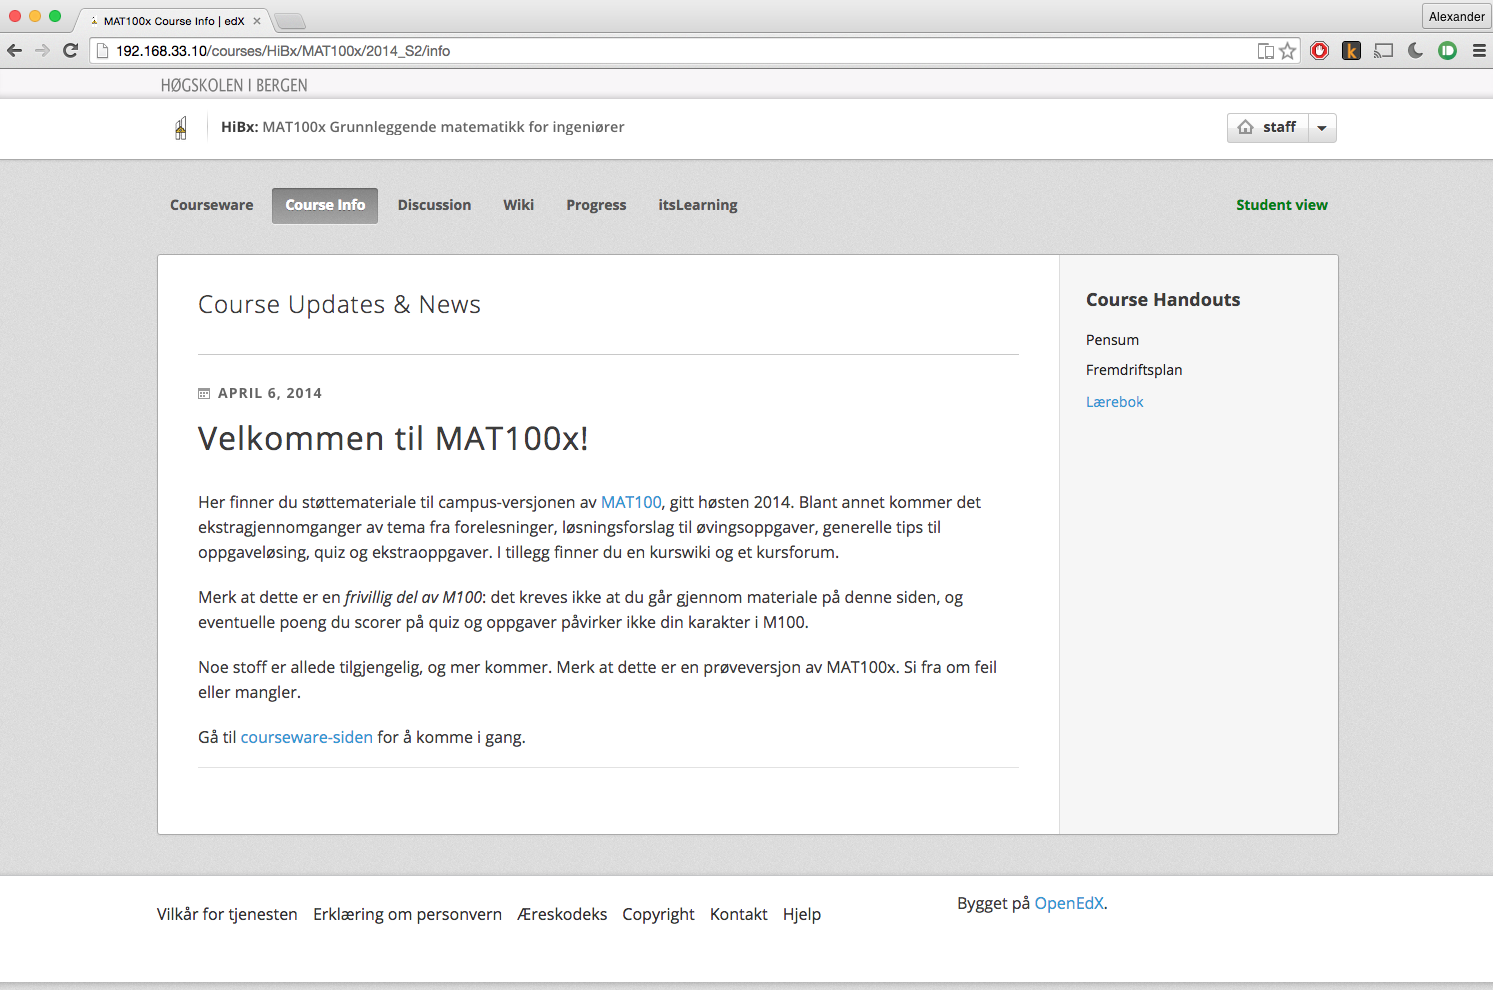 MAT100x Course Info | edX
Alexander
192.168.33.10/courses/HiBx/MAT100x/2014_S2/info
HØGSKOLEN I BERGEN
HiBx: MAT100x Grunnleggende matematikk for ingeniører
staff
Courseware Course Info Discussion Wiki Progress itsLearning Student view
Course Updates & News
APRIL 6, 2014
Velkommen til MAT100x!
Her finner du støttemateriale til campus-versjonen av MAT100, gitt høsten 2014. Blant annet kommer det
ekstragjennomganger av tema fra forelesninger, løsningsforslag til øvingsoppgaver, generelle tips til
oppgaveløsing, quiz og ekstraoppgaver. I tillegg finner du en kurswiki og et kursforum.
Merk at dette er en frivillig del av M100: det kreves ikke at du går gjennom materiale på denne siden, og
eventuelle poeng du scorer på quiz og oppgaver påvirker ikke din karakter i M100.
Noe stoff er allede tilgjengelig, og mer kommer. Merk at dette er en prøveversjon av MAT100x. Si fra om feil
eller mangler.
Gå til courseware-siden for å komme i gang.
Course Handouts
Pensum
Fremdriftsplan
Lærebok
Vilkår for tjenesten Erklæring om personvern Æreskodeks Copyright Kontakt Hjelp
Bygget på OpenEdX.